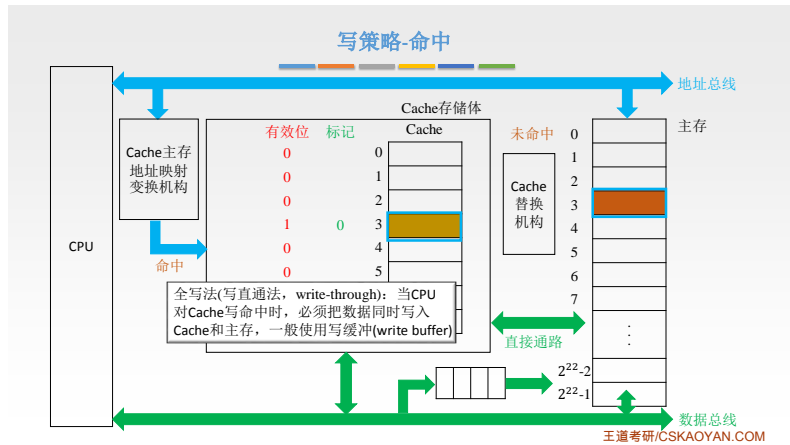 写策略-命中
地址总线
CPU
Cache主存
地址映射
变换机构
命中
Cache存储体
有效位 标记 Cache
0 0
0 1
0 2
1 0 3
0 4
0 5
全写法(写直通法，write-through)：当CPU
对Cache写命中时，必须把数据同时写入
Cache和主存，一般使用写缓冲(write buffer)
未命中
Cache
替换
机构
直接通路
主存
0
1
2
3
4
5
6
7
⋮
2²²-2
2²²-1
数据总线
王道考研/CSKAOYAN.COM